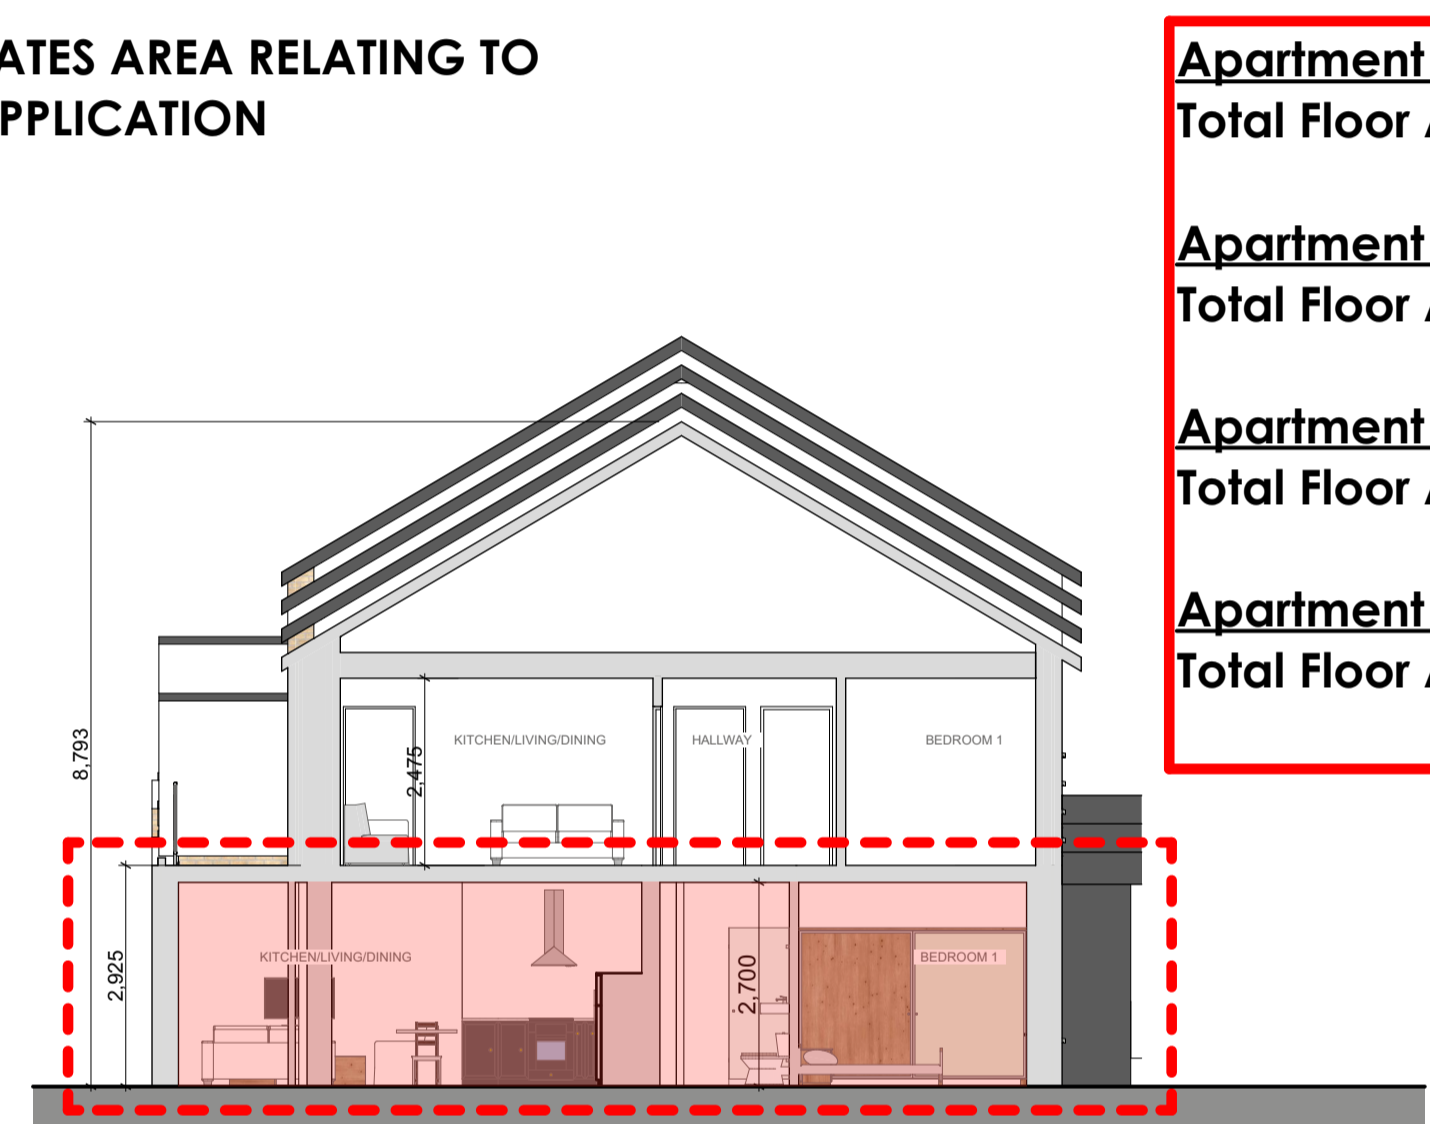 ATES AREA RELATING TO
PPLICATION
Apartment
Total Floor
Apartment
Total Floor
Apartment
Total Floor
Apartment
Total Floor
8,793
2,475
KITCHEN/LIVING/DINING
HALLWAY
BEDROOM 1
2,925
KITCHEN/LIVING/DINING
2,700
BEDROOM 1